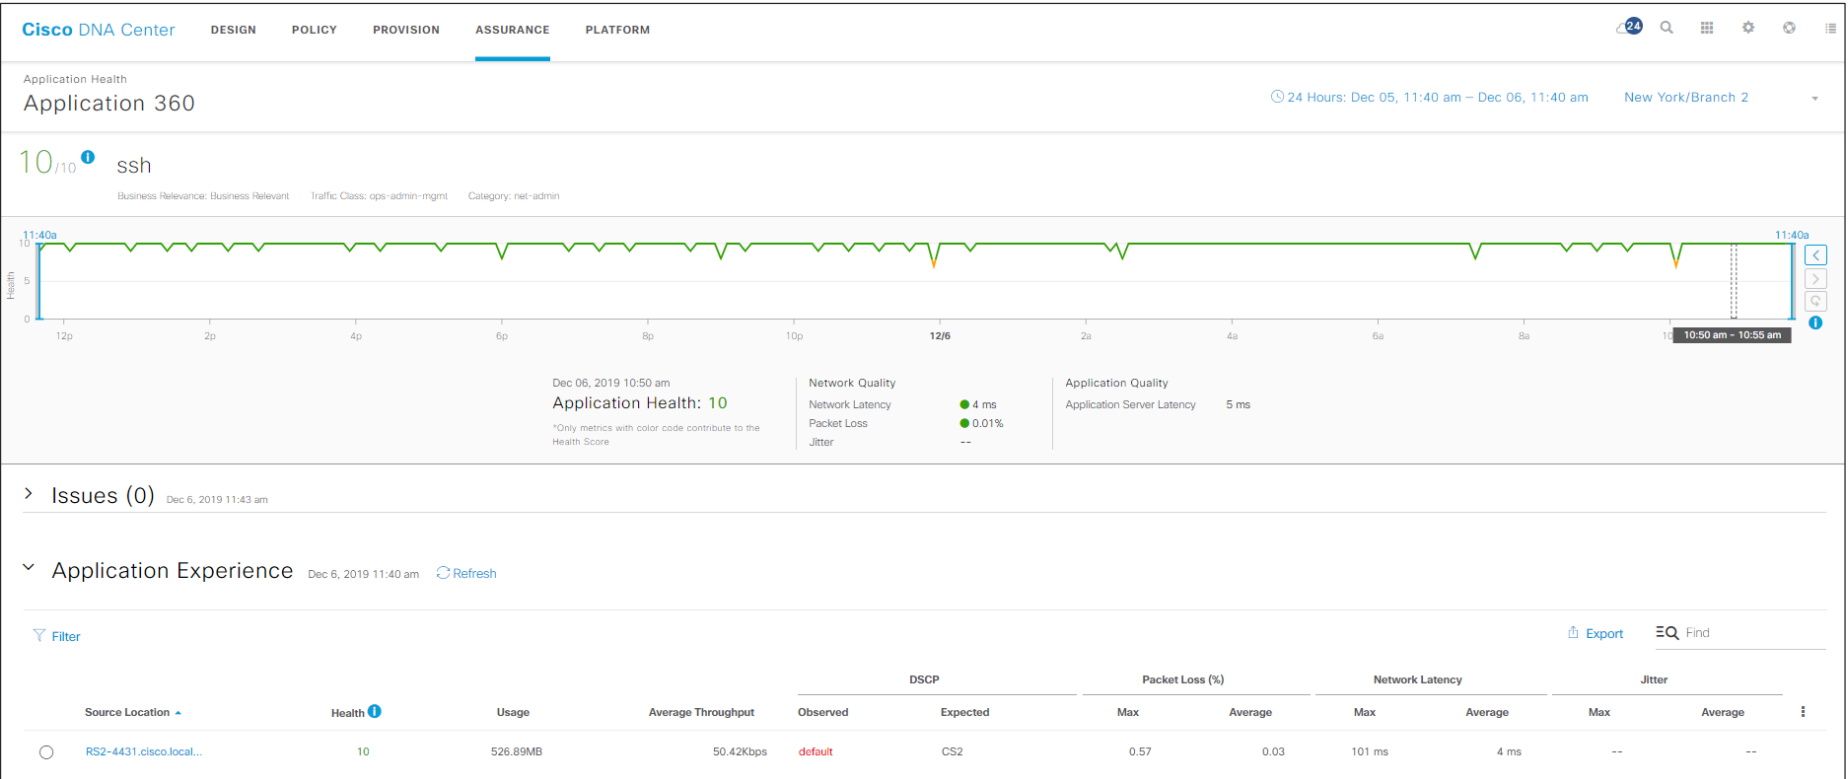 Cisco DNA Center DESIGN POLICY PROVISION ASSURANCE PLATFORM 24
Application Health
Application 360
24 Hours: Dec 05, 11:40 am – Dec 06, 11:40 am New York/Branch 2
10/10 i ssh
Business Relevance: Business Relevant Traffic Class: ops-admin-mgmt Category: net-admin
11:40a 11:40a
10
5
0
Health
12p 2p 4p 6p 8p 10p 12/6 2a 4a 6a 8a 10 10:50 am - 10:55 am
Dec 06, 2019 10:50 am
Application Health: 10
*Only metrics with color code contribute to the
Health Score
Network Quality
Network Latency 4 ms
Packet Loss 0.01%
Jitter --
Application Quality
Application Server Latency 5 ms
Issues (0) Dec 6, 2019 11:43 am
Application Experience Dec 6, 2019 11:40 am Refresh
Filter Export Find
DSCP Packet Loss (%) Network Latency Jitter
Source Location Health i Usage Average Throughput Observed Expected Max Average Max Average Max Average
RS2-4431.cisco.local... 10 526.89MB 50.42Kbps default CS2 0.57 0.03 101 ms 4 ms -- --